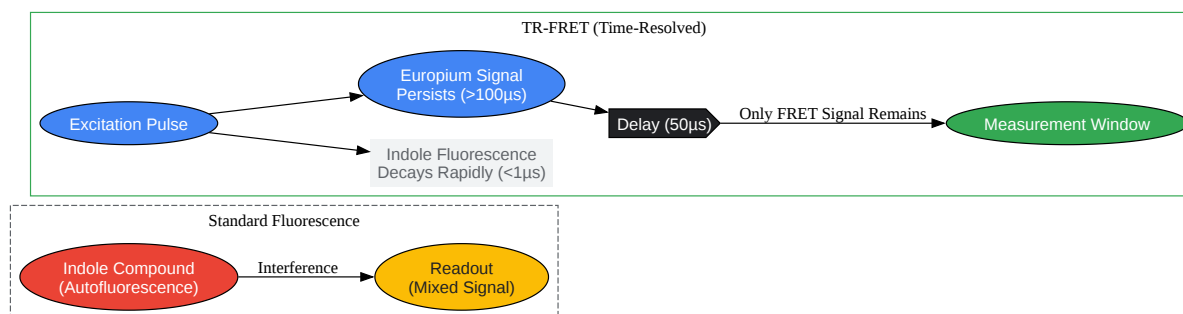 TR-FRET (Time-Resolved)
Excitation Pulse
Europium Signal
Persists (>100µs)
Indole Fluorescence
Decays Rapidly (<1µs)
Delay (50µs)
Only FRET Signal Remains
Measurement Window
Standard Fluorescence
Indole Compound
(Autofluorescence)
Interference
Readout
(Mixed Signal)